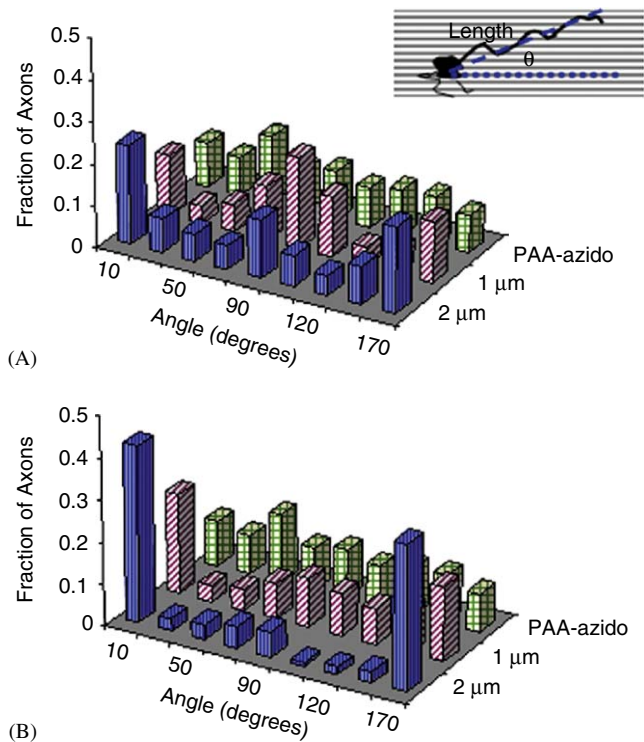 Length
θ
0.5
0.4
0.3
0.2
0.1
0
Fraction of Axons
10
50
90
120
170
Angle (degrees)
PAA-azido
1 μm
2 μm
(A)
0.5
0.4
0.3
0.2
0.1
0
Fraction of Axons
10
50
90
120
170
Angle (degrees)
PAA-azido
1 μm
2 μm
(B)